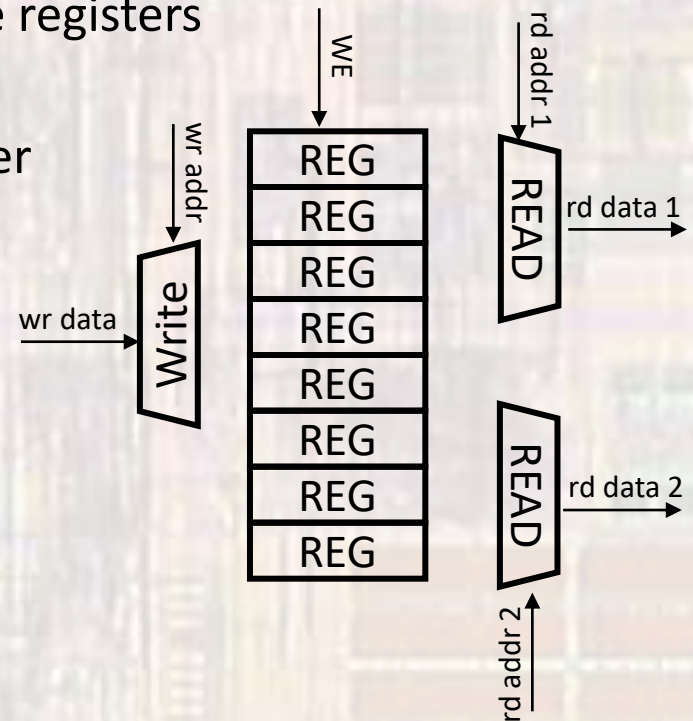 e registers
er
WE
rd addr 1
wr addr
REG
REG
REG
REG
REG
REG
REG
REG
READ
rd data 1
wr data
Write
READ
rd data 2
rd addr 2